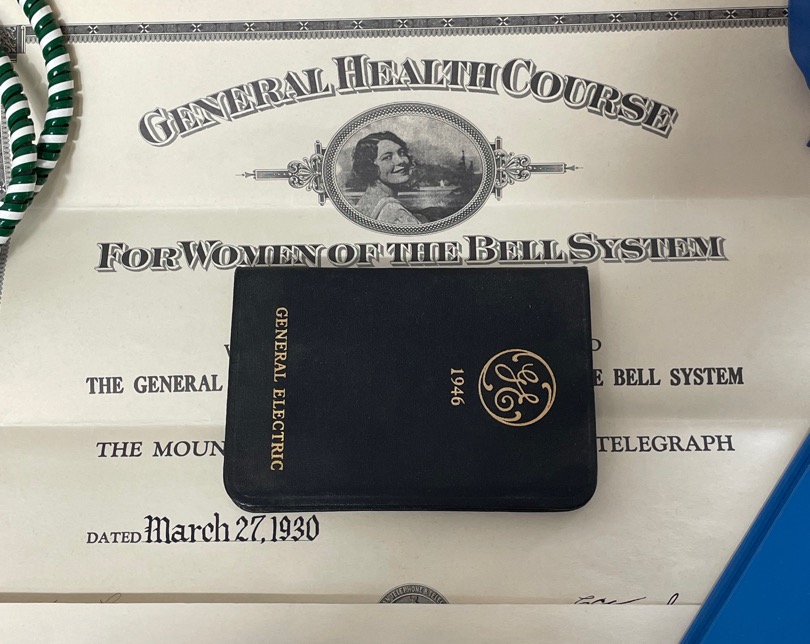 GENERAL HEALTH COURSE
FOR WOMEN OF THE BELL SYSTEM
THE GENERAL
BELL SYSTEM
THE MOUN
TELEGRAPH
GENERAL ELECTRIC
1946
GE
DATED March 27, 1930